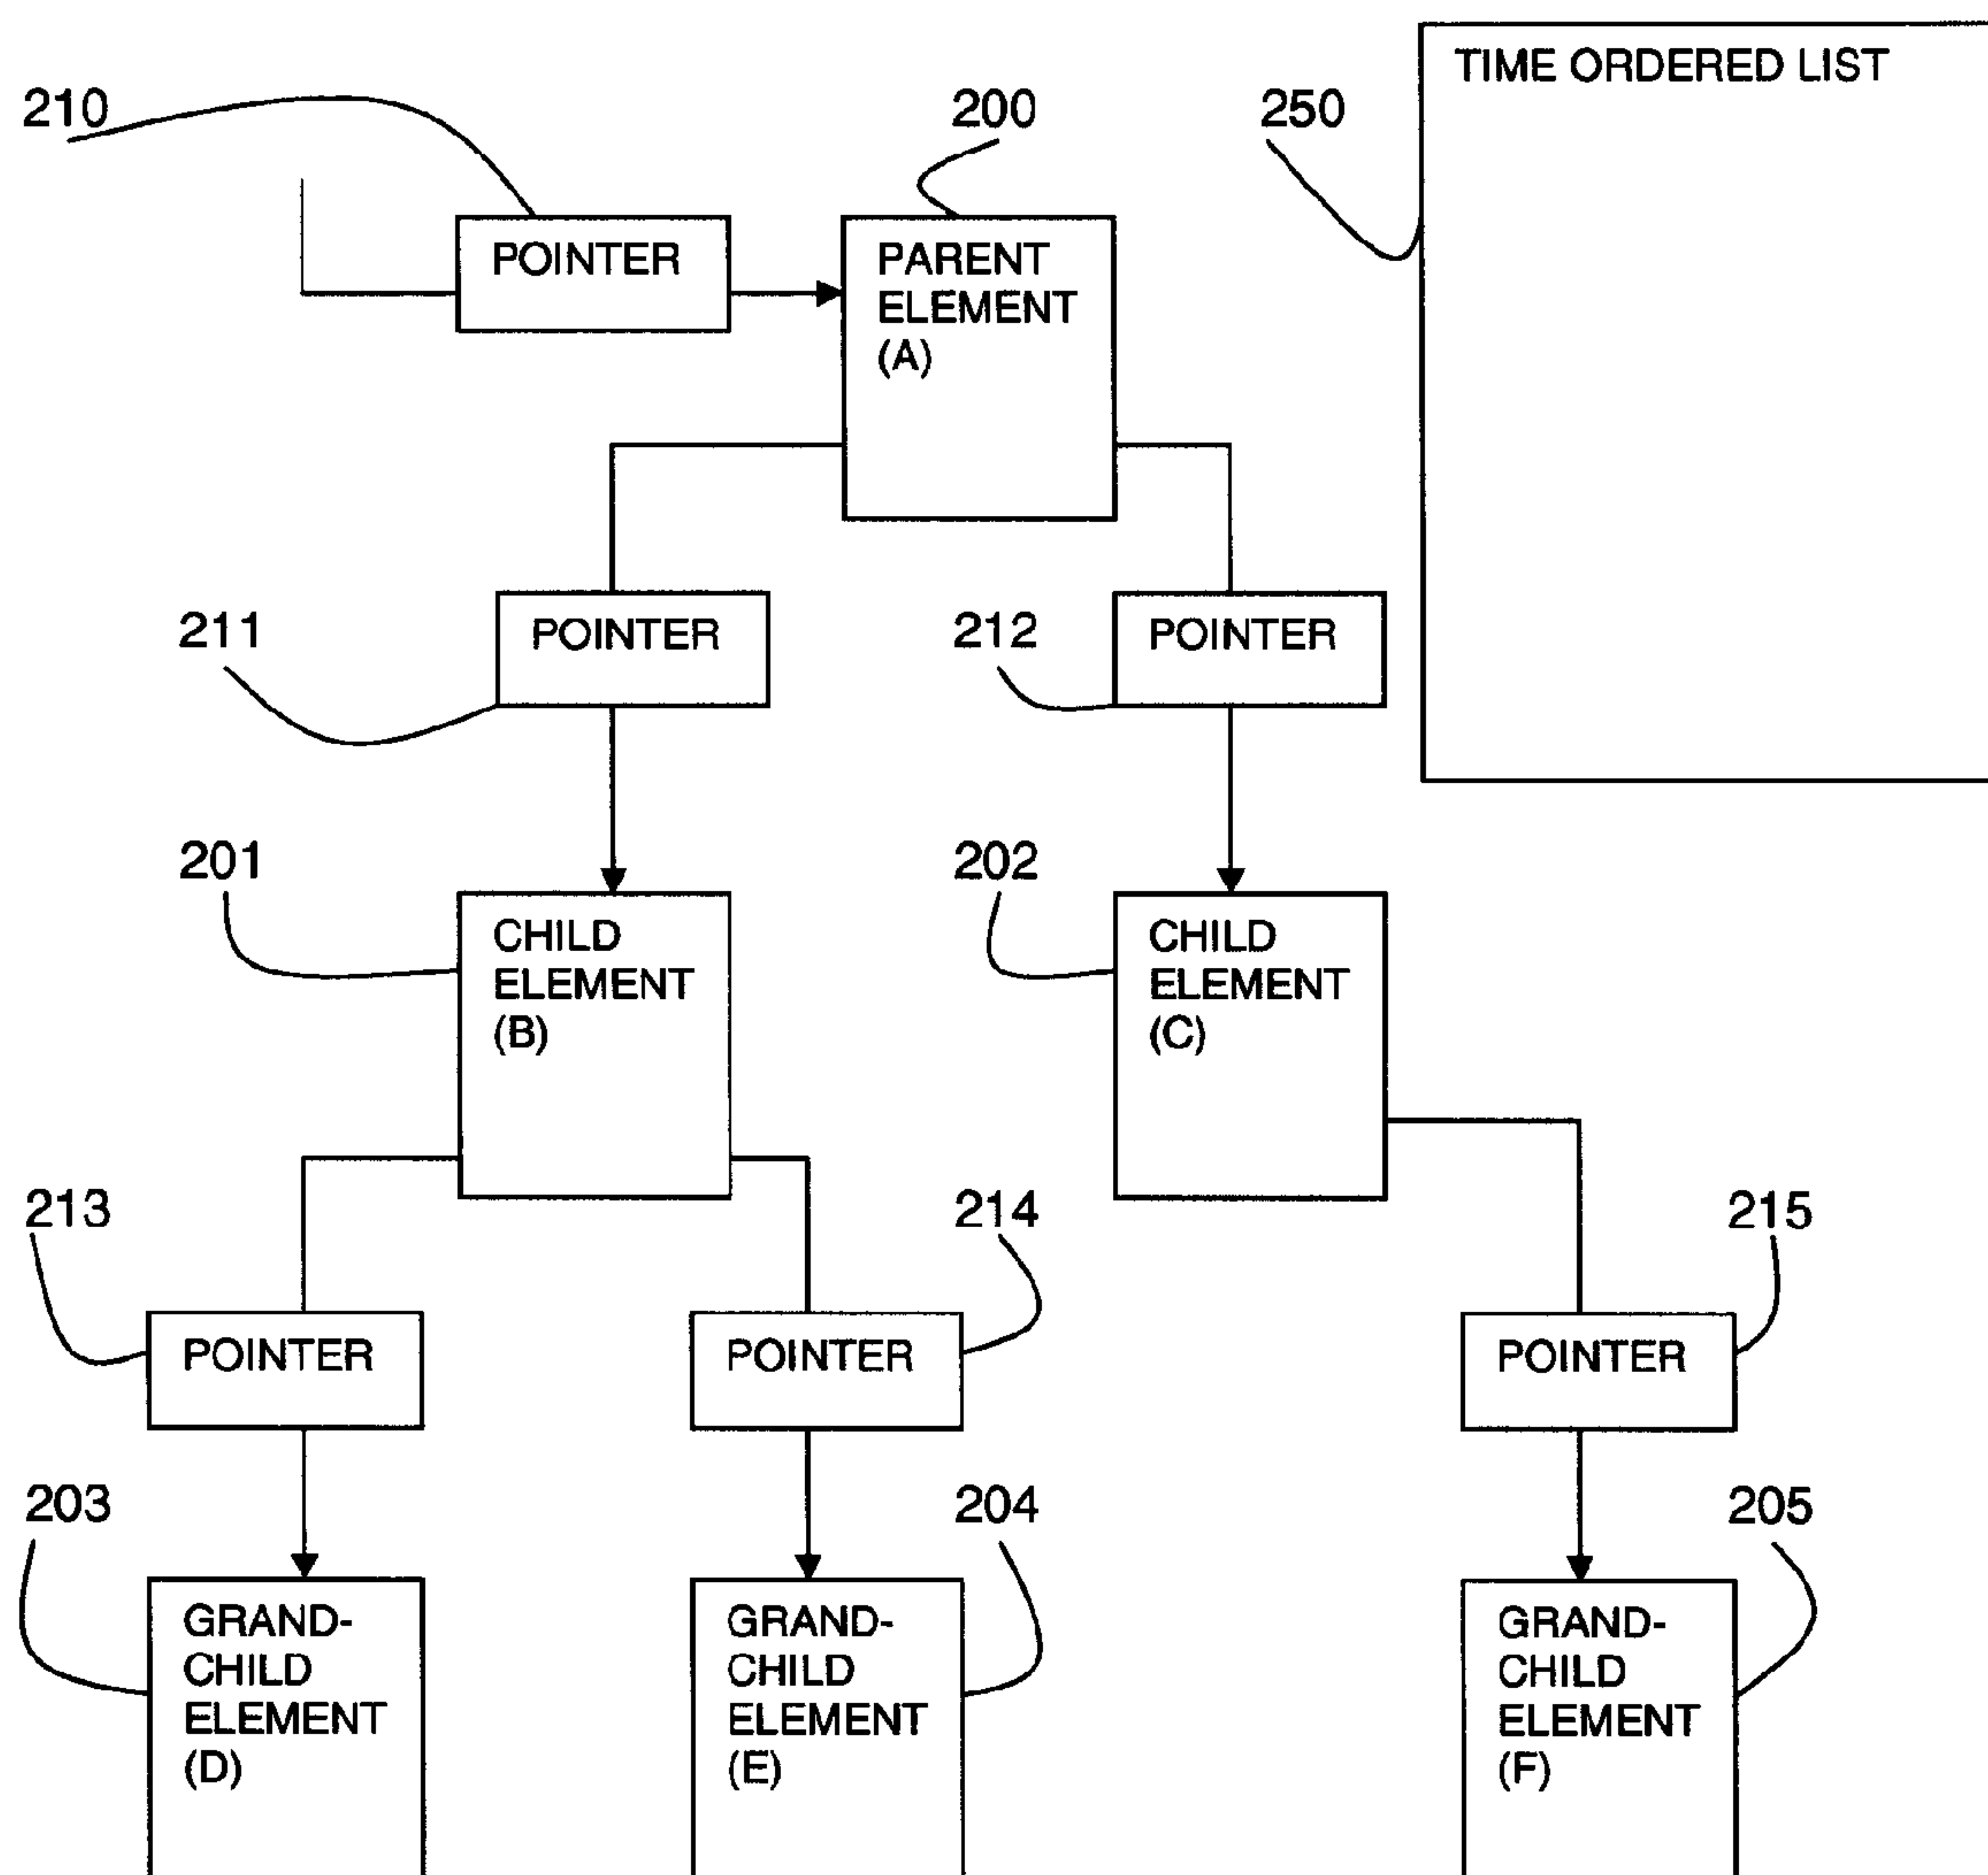 TIME ORDERED LIST
210
200
250
POINTER
PARENT
ELEMENT
(A)
211
POINTER
212
POINTER
201
202
CHILD
ELEMENT
(B)
CHILD
ELEMENT
(C)
213
214
215
POINTER
POINTER
POINTER
203
204
205
GRAND-
CHILD
ELEMENT
(D)
GRAND-
CHILD
ELEMENT
(E)
GRAND-
CHILD
ELEMENT
(F)